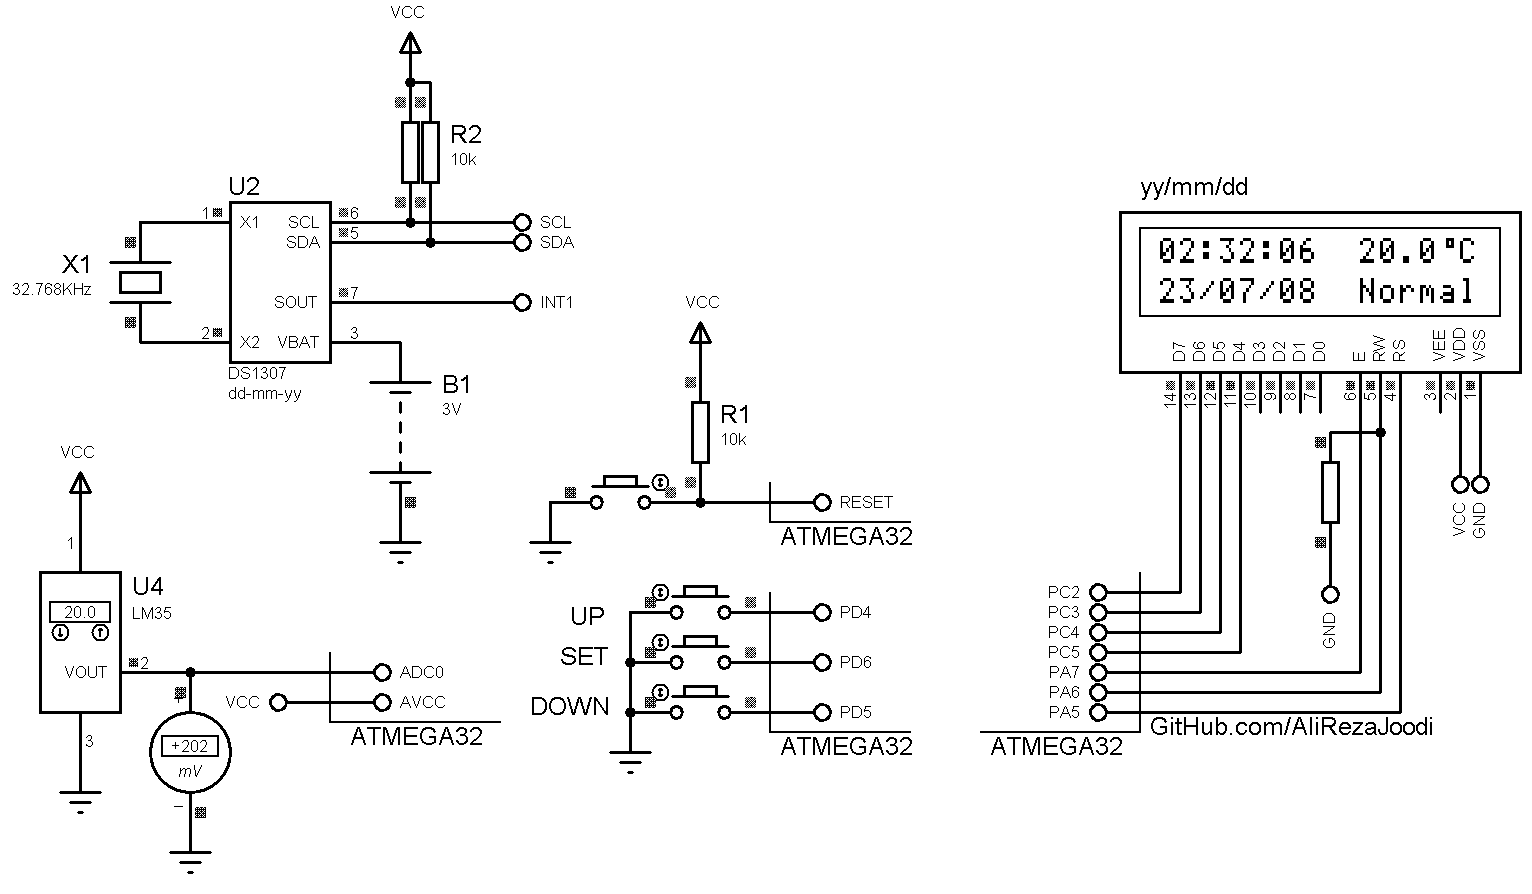 VCC
R2
10k
U2
1
X1
SCL
6
SCL
SDA
5
SDA
X1
32.768KHz
SOUT
7
INT1
2
X2
VBAT
3
DS1307
dd-mm-yy
B1
3V
VCC
1
U4
20.0
LM35
VOUT
2
ADC0
VCC
AVCC
ATMEGA32
3
+
+202
mV
VCC
R1
10k
RESET
ATMEGA32
UP
PD4
SET
PD6
DOWN
PD5
ATMEGA32
yy/mm/dd
02:32:06 20.0°C
23/07/08 Normal
D7
D6
D5
D4
D3
D2
D1
D0
E
RW
RS
VEE
VDD
VSS
14
13
12
11
10
9
8
7
6
5
4
3
2
1
VCC
GND
GND
PC2
PC3
PC4
PC5
PA7
PA6
PA5
GitHub.com/AliRezaJoodi
ATMEGA32